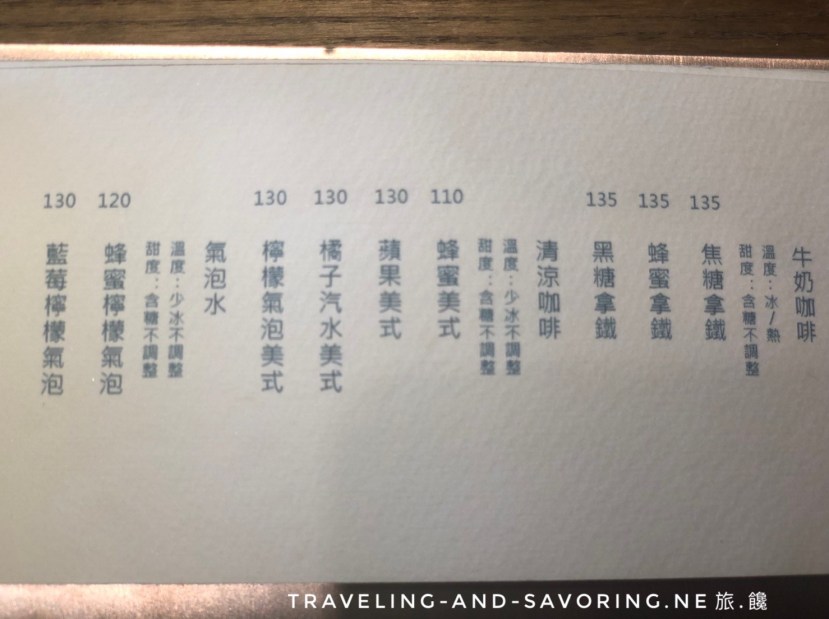 牛奶咖啡
溫度：冰/熱
甜度：含糖不調整
焦糖拿鐵
135
蜂蜜拿鐵
135
黑糖拿鐵
135
清涼咖啡
溫度：少冰不調整
甜度：含糖不調整
蜂蜜美式
110
蘋果美式
130
橘子汽水美式
130
檸檬氣泡美式
130
氣泡水
溫度：少冰不調整
甜度：含糖不調整
蜂蜜檸檬氣泡
120
藍莓檸檬氣泡
130
TRAVELING-AND-SAVORING.NE 旅.饞